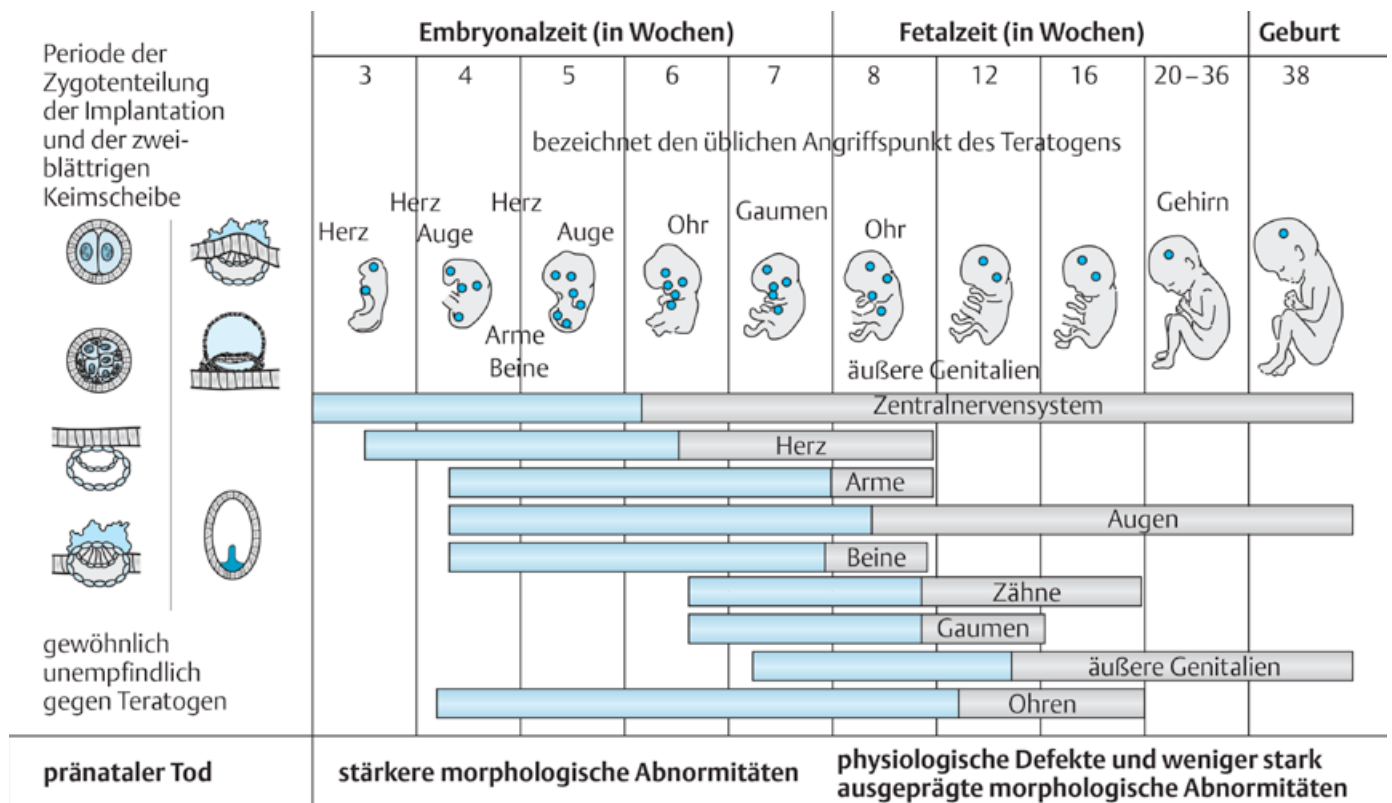 Embryonalzeit (in Wochen) Fetalzeit (in Wochen) Geburt
Periode der
Zygotenteilung
der Implantation
und der zwei-
blättrigen
Keimscheibe
3 4 5 6 7 8 12 16 20–36 38
bezeichnet den üblichen Angriffspunkt des Teratogens
Herz
Herz
Auge
Herz
Auge
Arme
Beine
Ohr
Gaumen
Ohr
äußere Genitalien
Gehirn
Zentralnervensystem
Herz
Arme
Augen
Beine
Zähne
Gaumen
äußere Genitalien
Ohren
gewöhnlich
unempfindlich
gegen Teratogen
pränataler Tod
stärkere morphologische Abnormitäten
physiologische Defekte und weniger stark
ausgeprägte morphologische Abnormitäten